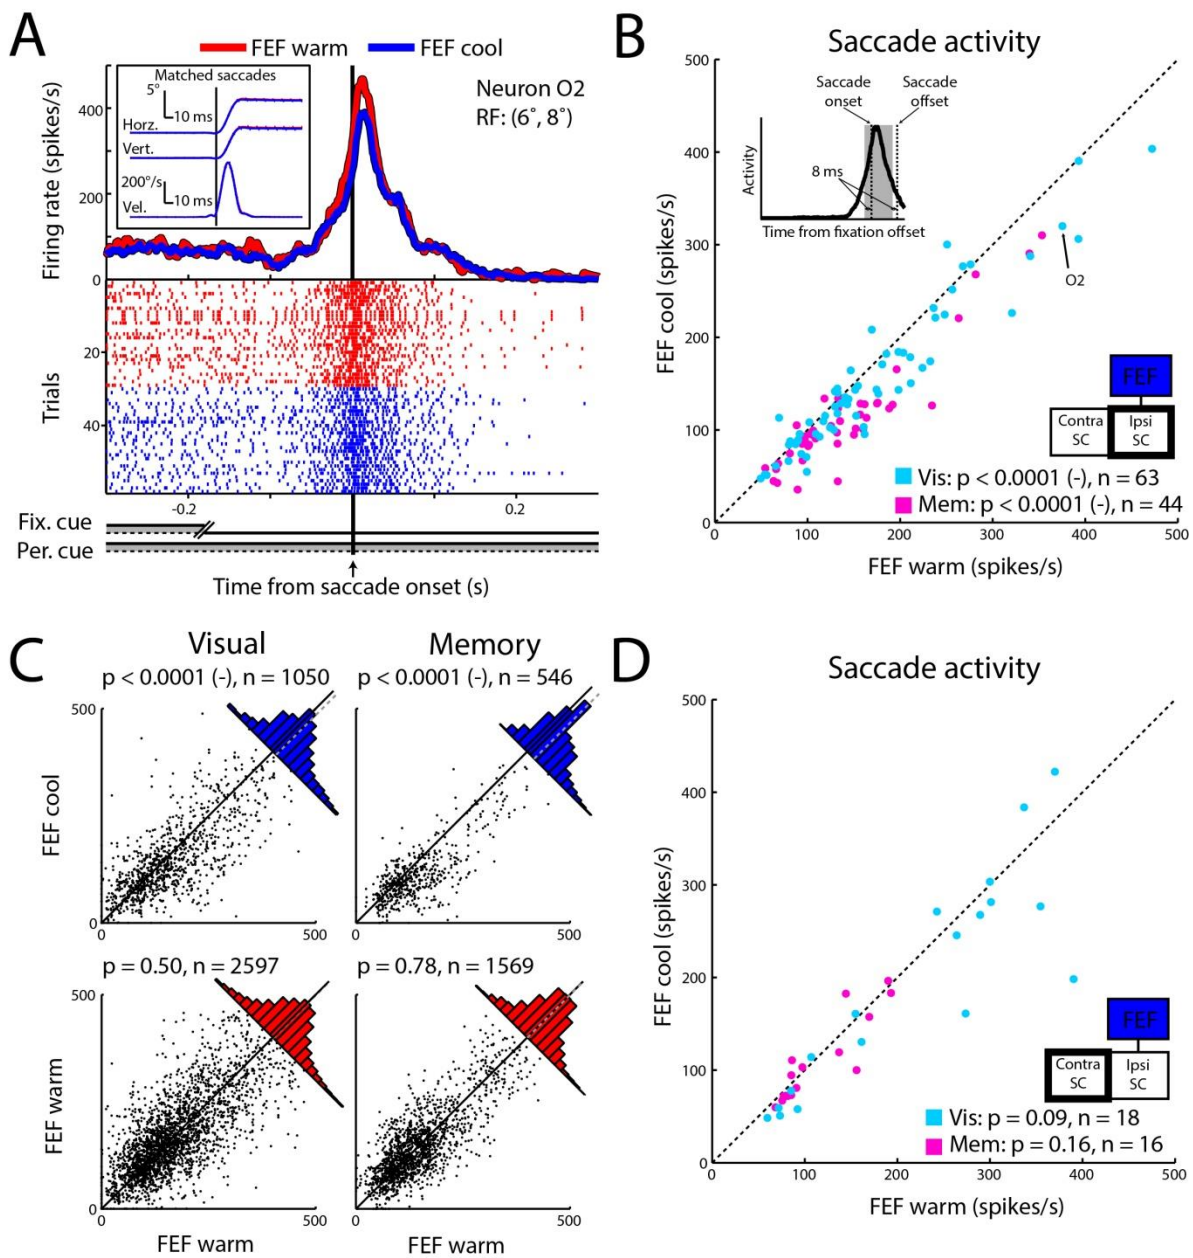 A
FEF warm
FEF cool
Matched saccades
5°
10 ms
Horz.
Vert.
200°/s
10 ms
Vel.
Neuron O2
RF: (6˚, 8˚)
Firing rate (spikes/s)
400
200
0
Trials
20
40
-0.2
0.2
Fix. cue
Per. cue
Time from saccade onset (s)
B
Saccade activity
Saccade onset
Saccade offset
8 ms
Activity
Time from fixation offset
O2
FEF
Contra SC
Ipsi SC
Vis: p < 0.0001 (-), n = 63
Mem: p < 0.0001 (-), n = 44
FEF cool (spikes/s)
500
400
300
200
100
0
0
100
200
300
400
500
FEF warm (spikes/s)
C
Visual
p < 0.0001 (-), n = 1050
Memory
p < 0.0001 (-), n = 546
500
FEF cool
0
0
500
0
500
p = 0.50, n = 2597
p = 0.78, n = 1569
500
FEF warm
0
0
500
0
500
FEF warm
FEF warm
D
Saccade activity
500
400
300
200
100
0
FEF cool (spikes/s)
FEF
Contra SC
Ipsi SC
Vis: p = 0.09, n = 18
Mem: p = 0.16, n = 16
0
100
200
300
400
500
FEF warm (spikes/s)